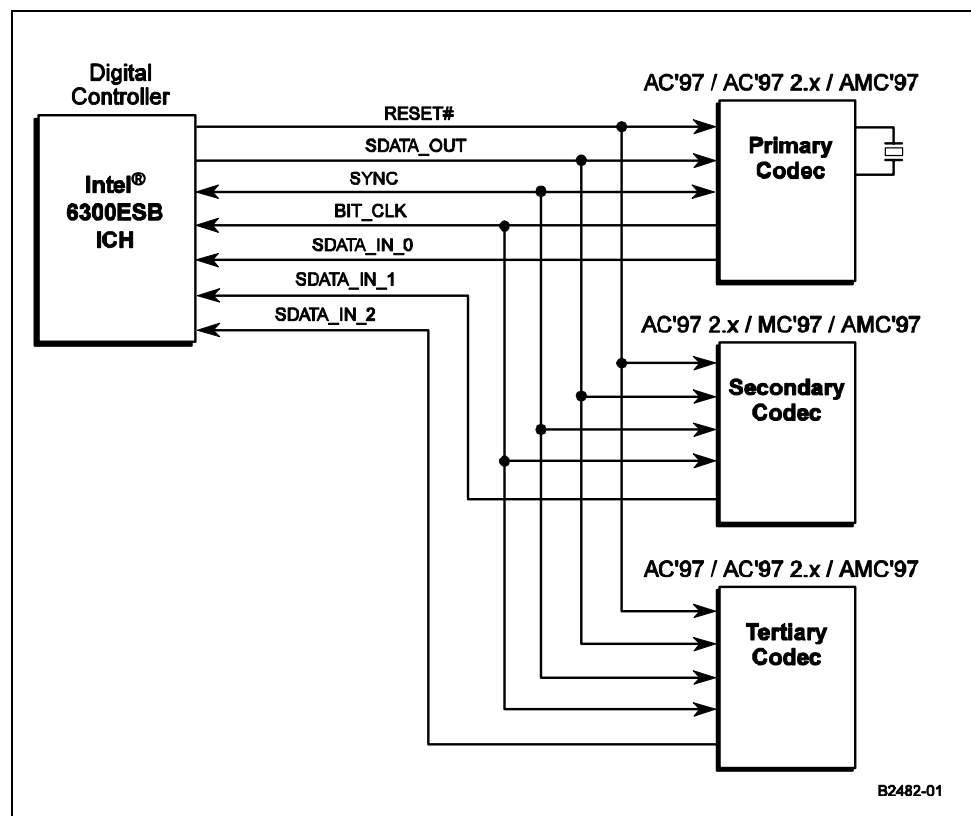 Digital
Controller
Intel®
6300ESB
ICH
RESET#
SDATA_OUT
SYNC
BIT_CLK
SDATA_IN_0
SDATA_IN_1
SDATA_IN_2
AC'97 / AC'97 2.x / AMC'97
Primary
Codec
AC'97 2.x / MC'97 / AMC'97
Secondary
Codec
AC'97 / AC'97 2.x / AMC'97
Tertiary
Codec
B2482-01